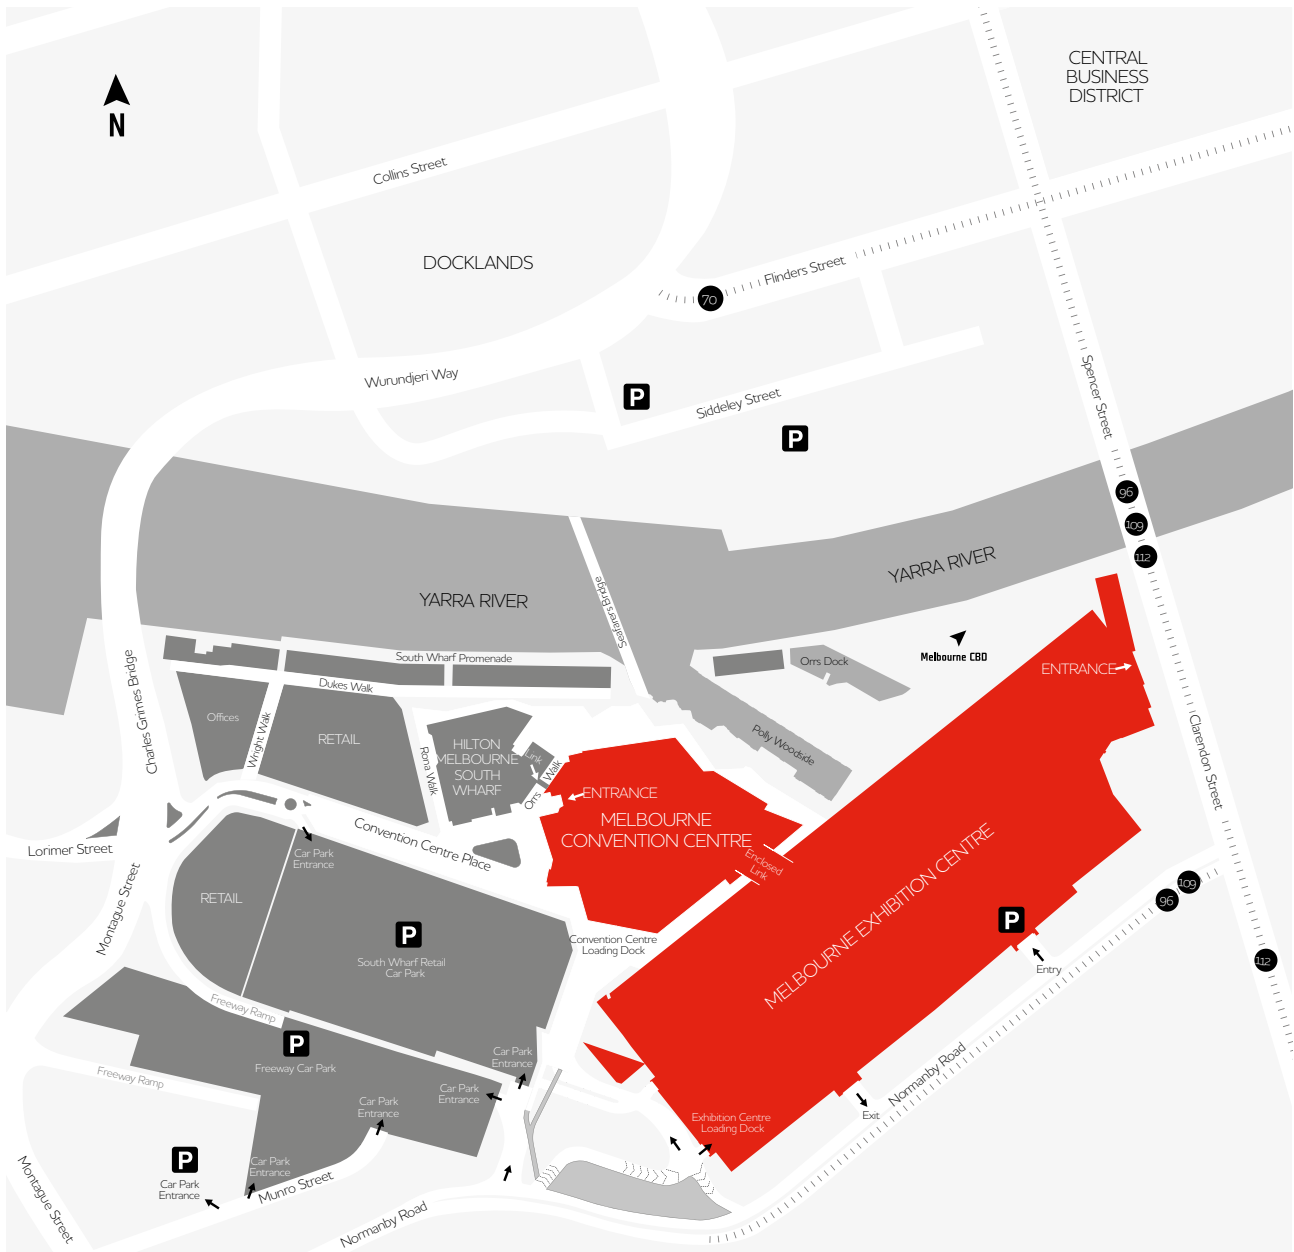 CENTRAL
BUSINESS
DISTRICT
N
Collins Street
DOCKLANDS
Flinders Street
70
Wurundjeri Way
P
Siddeley Street
P
Spencer Street
96
109
112
YARRA RIVER
YARRA RIVER
Seafarers Bridge
Melbourne CBD
Orrs Dock
South Wharf Promenade
Dukes Walk
Charles Grimes Bridge
Offices
Wright Walk
RETAIL
Rona Walk
HILTON
MELBOURNE
SOUTH
WHARF
Link
Orrs Walk
Polly Woodside
ENTRANCE
Clarendon Street
ENTRANCE
MELBOURNE
CONVENTION CENTRE
Enclosed
Link
MELBOURNE EXHIBITION CENTRE
Lorimer Street
Convention Centre Place
Car Park
Entrance
RETAIL
Montague Street
P
South Wharf Retail
Car Park
Convention Centre
Loading Dock
P
Entry
109
96
112
Freeway Ramp
P
Freeway Car Park
Freeway Ramp
Car Park
Entrance
Car Park
Entrance
Car Park
Entrance
Exhibition Centre
Loading Dock
Exit
Normanby Road
P
Car Park
Entrance
Car Park
Entrance
Munro Street
Montague Street
Normanby Road